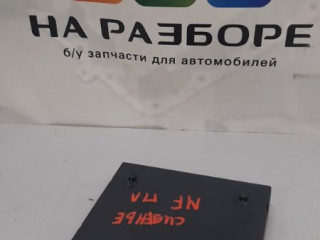 НА РАЗБОРЕ
б/у запчасти для автомобилей
NF ПЛ
сиденье